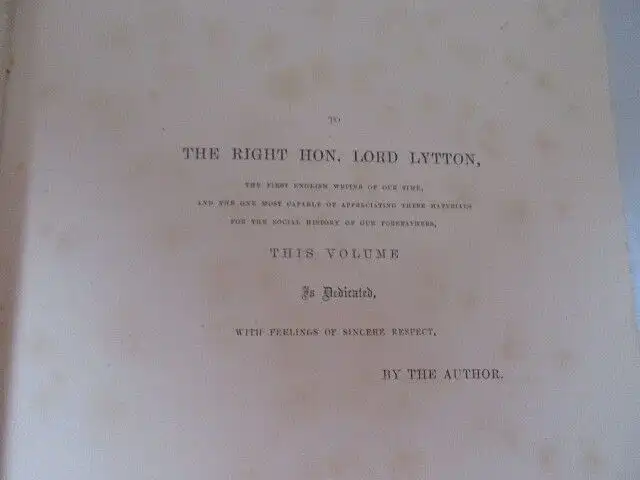 TO
THE RIGHT HON. LORD LYTTON,
THE FIRST ENGLISH WRITER OF OUR TIME,
AND THE ONE MOST CAPABLE OF APPRECIATING THESE MATERIALS
FOR THE SOCIAL HISTORY OF OUR FOREFATHERS,
THIS VOLUME
Is Dedicated,
WITH FEELINGS OF SINCERE RESPECT,
BY THE AUTHOR.